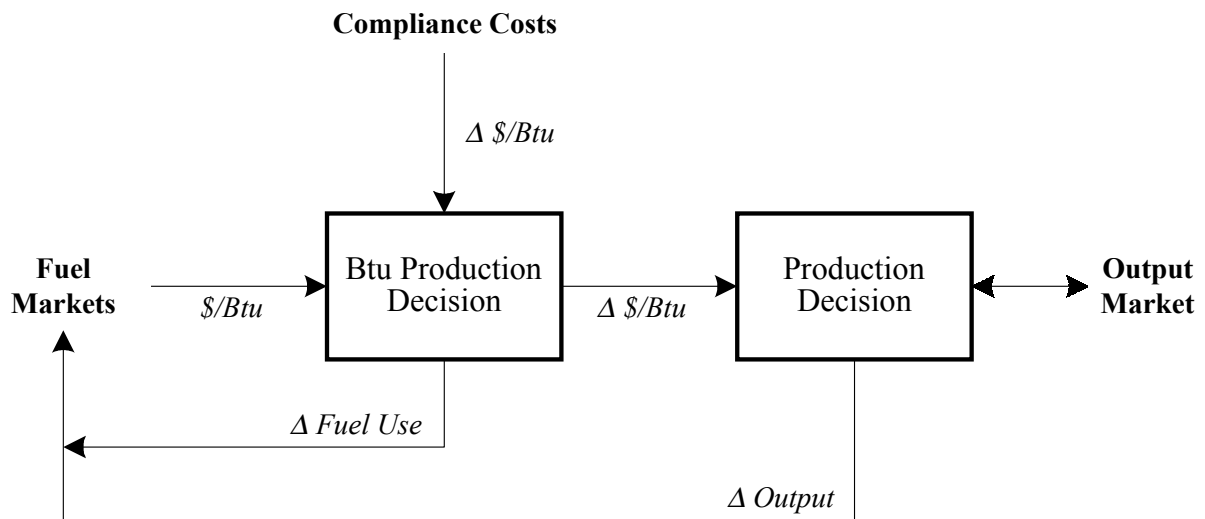 Compliance Costs
Δ $/Btu
Fuel
Markets
$/Btu
Btu Production
Decision
Δ $/Btu
Production
Decision
Output
Market
Δ Fuel Use
Δ Output